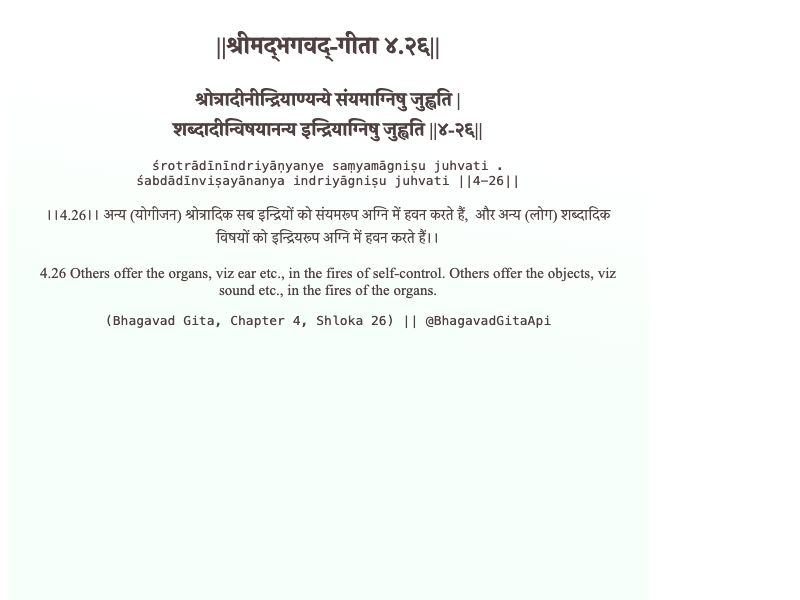 ||श्रीमद्‍भगवद्‍-गीता ४.२६||
श्रोत्रादीनीन्द्रियाण्यन्ये संयमाग्निषु जुह्वति |
शब्दादीन्विषयानन्य इन्द्रियाग्निषु जुह्वति ||४-२६||
śrotrādīnīndriyāṇyanye saṃyamāgniṣu juhvati .
śabdādīnviṣayānanya indriyāgniṣu juhvati ||4-26||
।।4.26।। अन्य (योगीजन) श्रोत्रादिक सब इन्द्रियों को संयमरूप अग्नि में हवन करते हैं, और अन्य (लोग) शब्दादिक
विषयों को इन्द्रियरूप अग्नि में हवन करते हैं।।
4.26 Others offer the organs, viz ear etc., in the fires of self-control. Others offer the objects, viz
sound etc., in the fires of the organs.
(Bhagavad Gita, Chapter 4, Shloka 26) || @BhagavadGitaApi